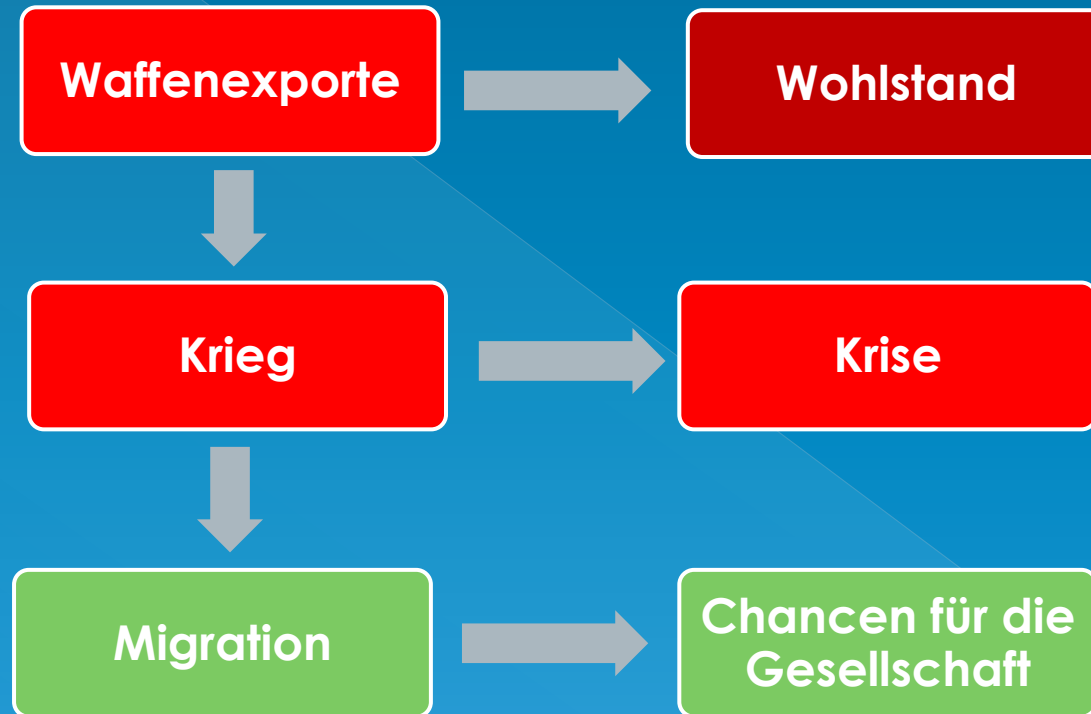 Waffenexporte
Wohlstand
Krieg
Krise
Migration
Chancen für die
Gesellschaft